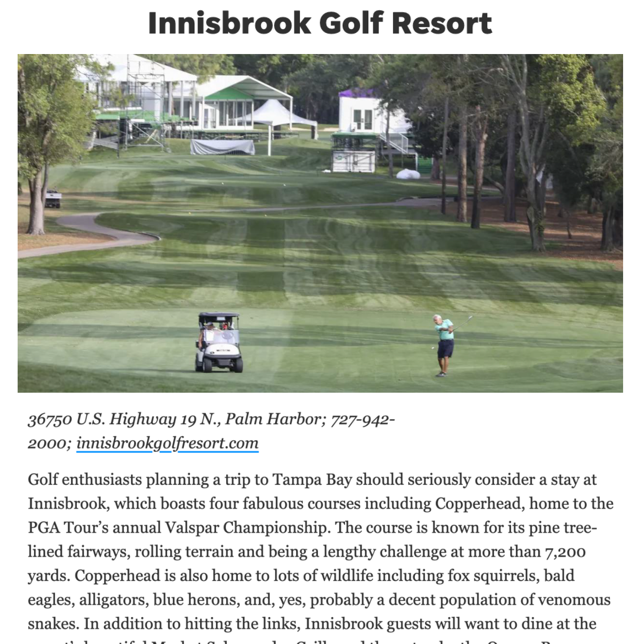 Innisbrook Golf Resort
36750 U.S. Highway 19 N., Palm Harbor; 727-942-
2000; innisbrookgolfresort.com
Golf enthusiasts planning a trip to Tampa Bay should seriously consider a stay at
Innisbrook, which boasts four fabulous courses including Copperhead, home to the
PGA Tour's annual Valspar Championship. The course is known for its pine tree-
lined fairways, rolling terrain and being a lengthy challenge at more than 7,200
yards. Copperhead is also home to lots of wildlife including fox squirrels, bald
eagles, alligators, blue herons, and, yes, probably a decent population of venomous
snakes. In addition to hitting the links, Innisbrook guests will want to dine at the